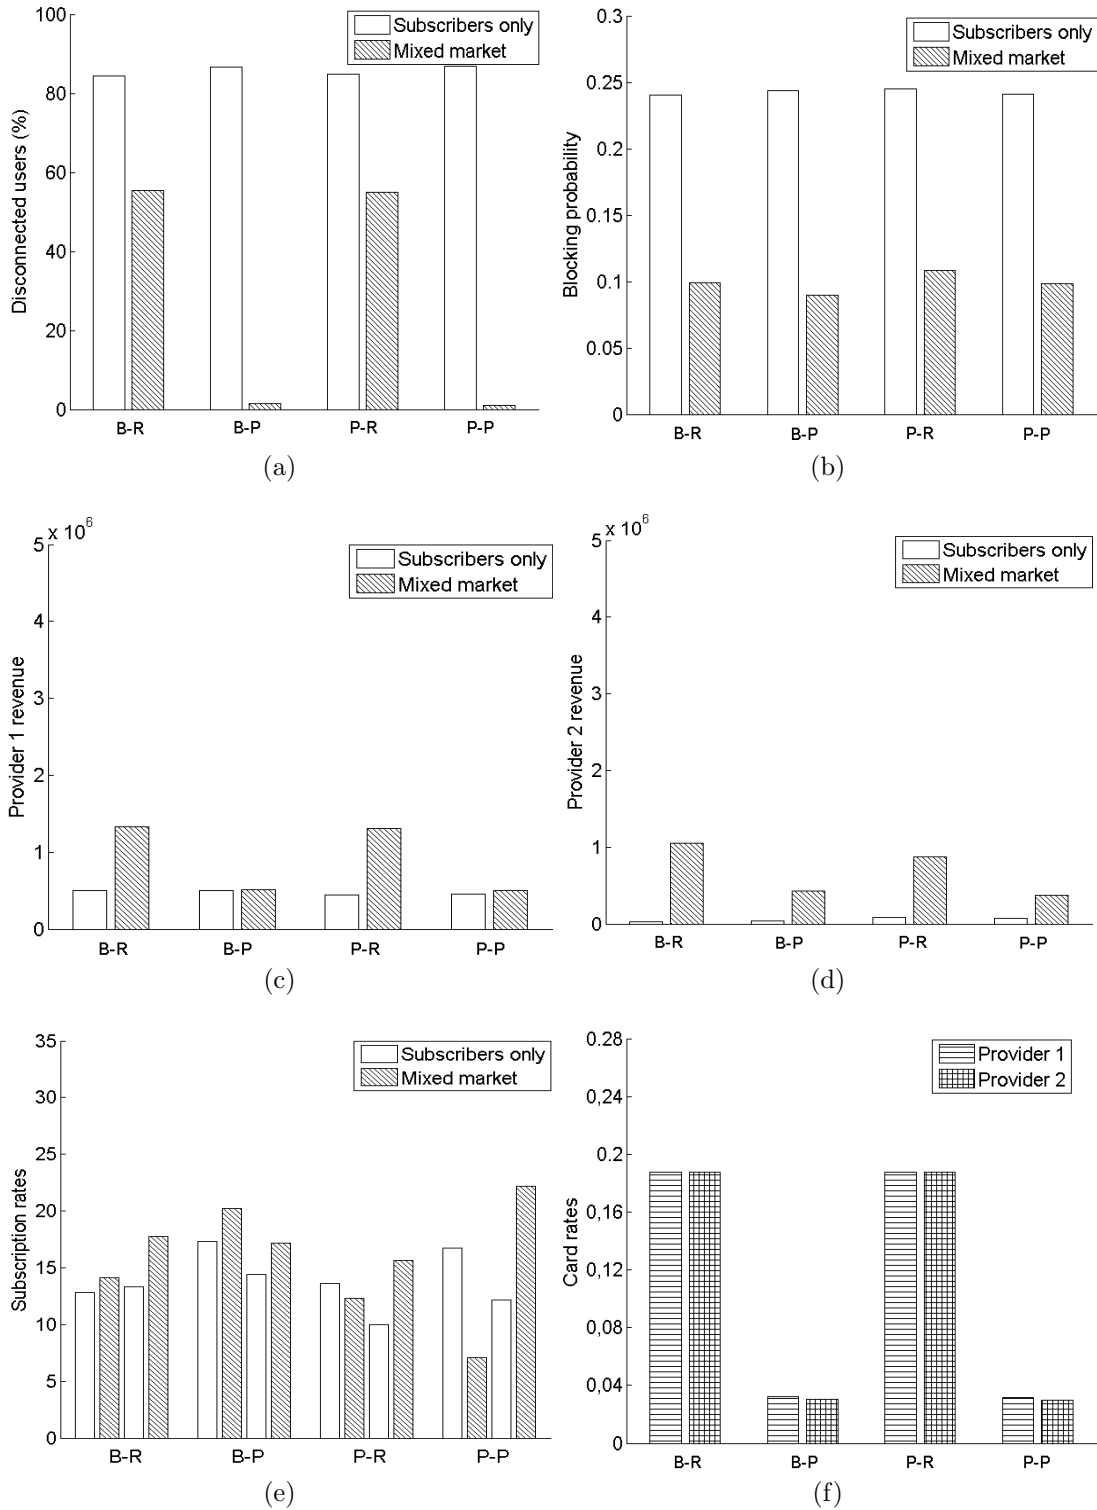 100
80
60
40
20
0
Disconnected users (%)
Subscribers only
Mixed market
B-R B-P P-R P-P
(a)
0.3
0.25
0.2
0.15
0.1
0.05
0
Blocking probability
Subscribers only
Mixed market
B-R B-P P-R P-P
(b)
x 10^6
5
4
3
2
1
0
Provider 1 revenue
Subscribers only
Mixed market
B-R B-P P-R P-P
(c)
x 10^6
5
4
3
2
1
0
Provider 2 revenue
Subscribers only
Mixed market
B-R B-P P-R P-P
(d)
35
30
25
20
15
10
5
0
Subscription rates
Subscribers only
Mixed market
B-R B-P P-R P-P
(e)
0.28
0,24
0.2
0,16
0.12
0,08
0.04
0
Card rates
Provider 1
Provider 2
B-R B-P P-R P-P
(f)